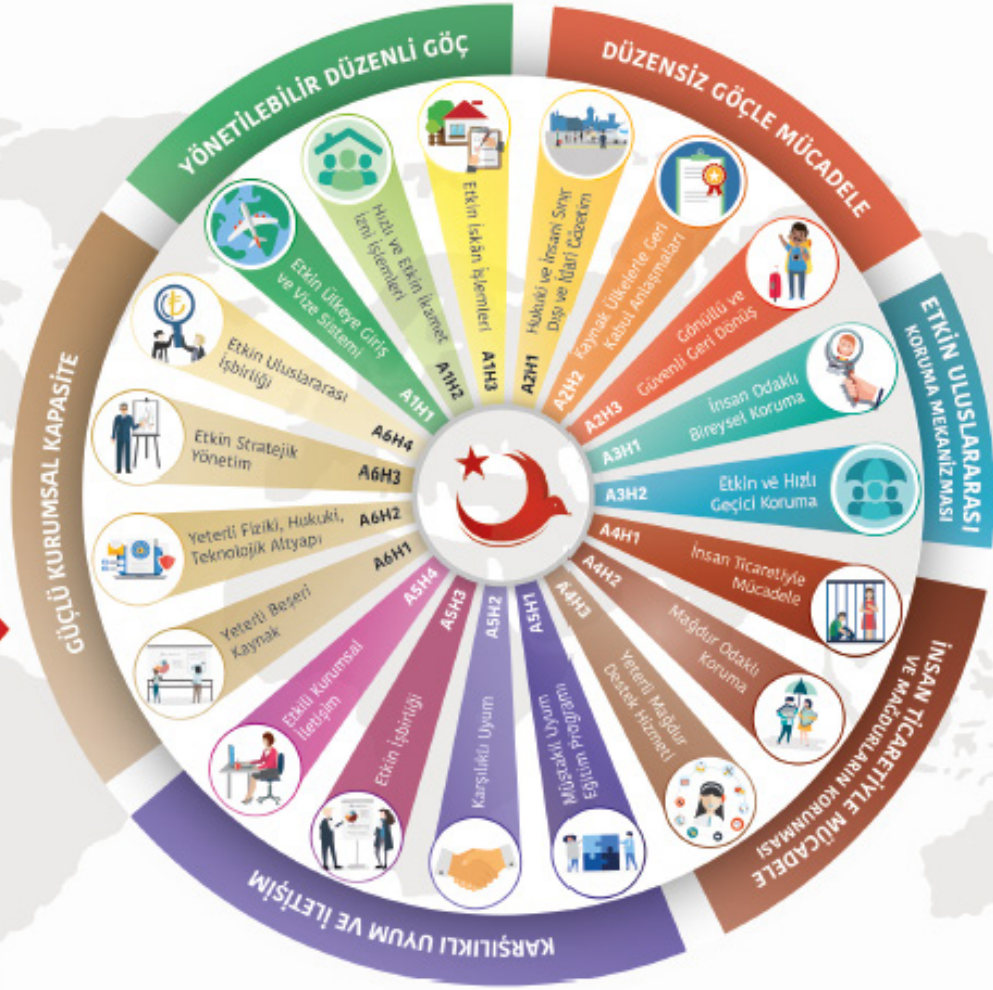 YÖNETİLEBİLİR DÜZENLİ GÖÇ
Etkin Ülkeye Giriş
ve Vize Sistemi
A1H1
Hızlı ve Etkin İkamet
İzni İşlemleri
A1H2
Etkin İskân İşlemleri
A1H3
DÜZENSİZ GÖÇLE MÜCADELE
Hukuki ve İnsani Sınır
Dışı ve İdari Gözetim
A2H1
Kaynak Ülkelerle Geri
Kabul Anlaşmaları
A2H2
Gönüllü ve
Güvenli Geri Dönüş
A2H3
ETKİN ULUSLARARASI
KORUMA MEKANİZMASI
İnsan Odaklı
Bireysel Koruma
A3H1
Etkin ve Hızlı
Geçici Koruma
A3H2
İNSAN TİCARETİYLE MÜCADELE
VE MAĞDURLARIN KORUNMASI
A4H1
İnsan Ticaretiyle
Mücadele
A4H2
Mağdur Odaklı
Koruma
A4H3
Yeterli Mağdur
Destek Hizmeti
KARŞILIKLI UYUM VE İLETİŞİM
A5H1
Müstakil Uyum
Eğitim Programı
A5H2
Karşılıklı Uyum
A5H3
Etkin İşbirliği
A5H4
Etkili Kurumsal
İletişim
GÜÇLÜ KURUMSAL KAPASİTE
A6H1
Yeterli Beşeri
Kaynak
A6H2
Yeterli Fiziki, Hukuki,
Teknolojik Altyapı
A6H3
Etkin Stratejik
Yönetim
A6H4
Etkin Uluslararası
İşbirliği